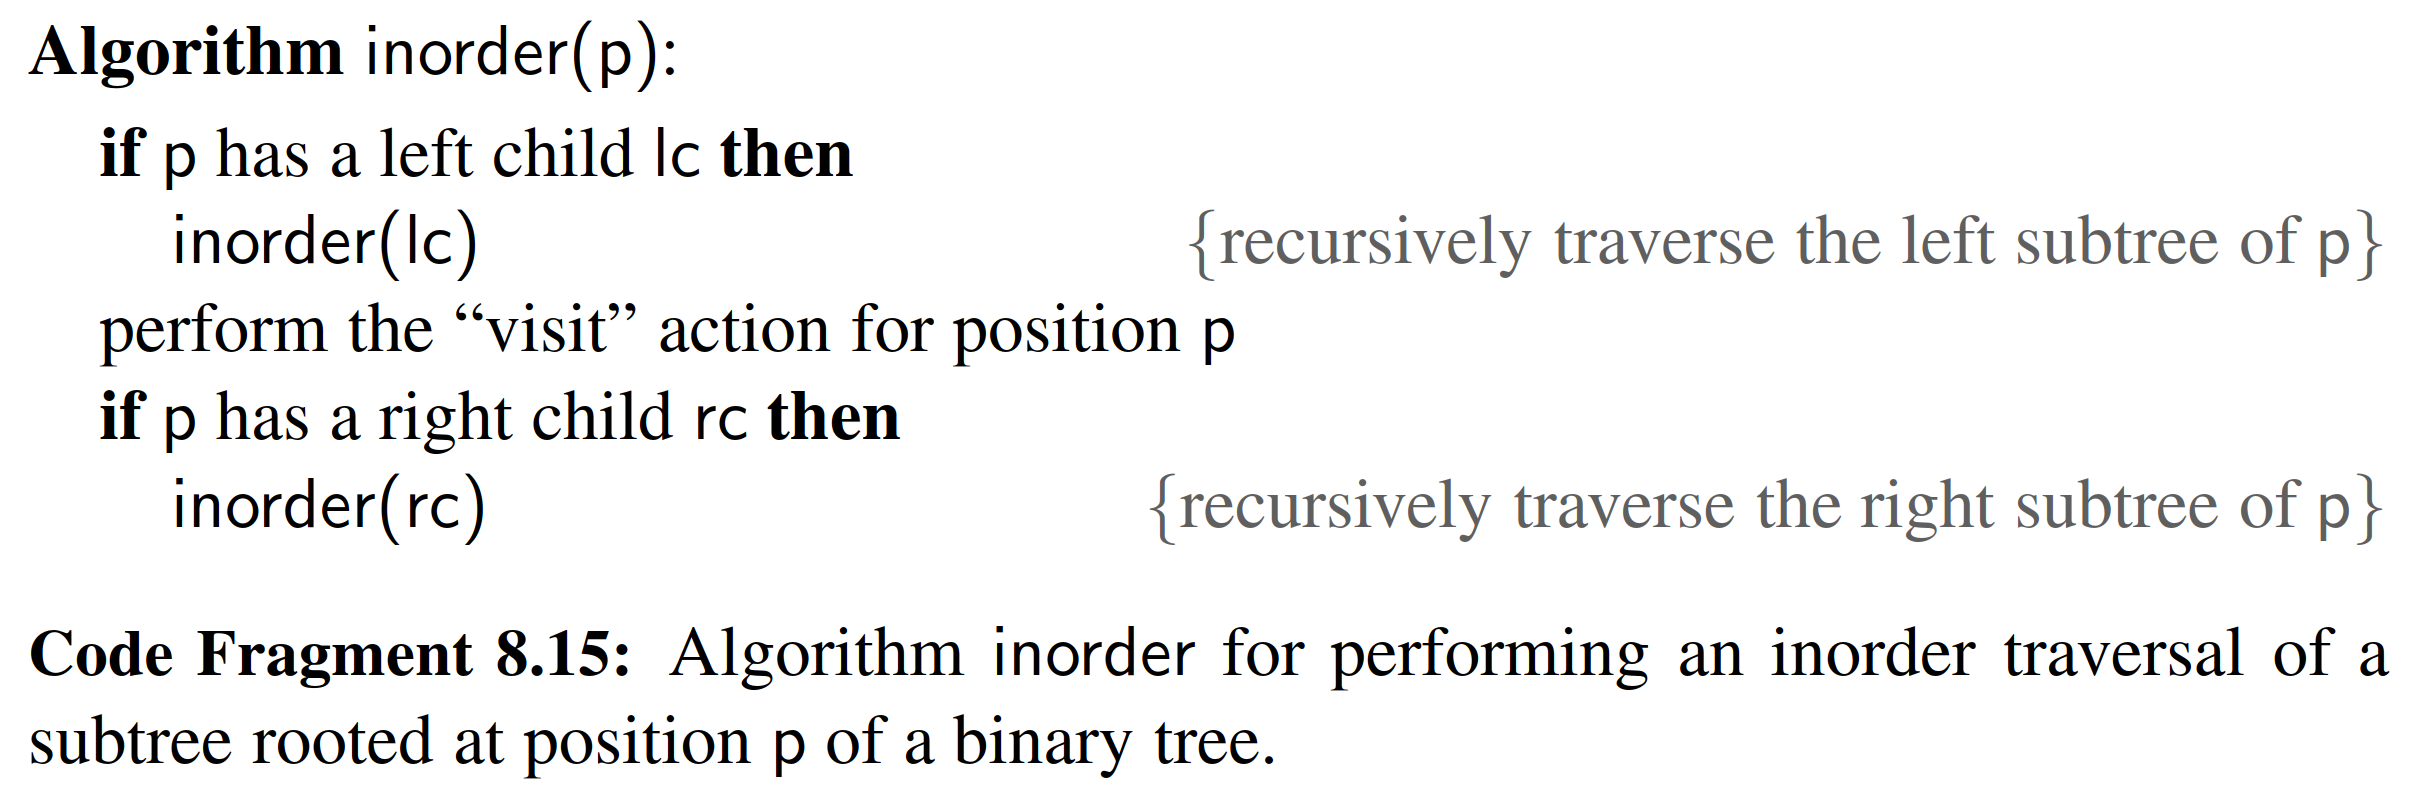 Algorithm inorder(p):
if p has a left child lc then
inorder(lc) {recursively traverse the left subtree of p}
perform the “visit” action for position p
if p has a right child rc then
inorder(rc) {recursively traverse the right subtree of p}
Code Fragment 8.15: Algorithm inorder for performing an inorder traversal of a
subtree rooted at position p of a binary tree.